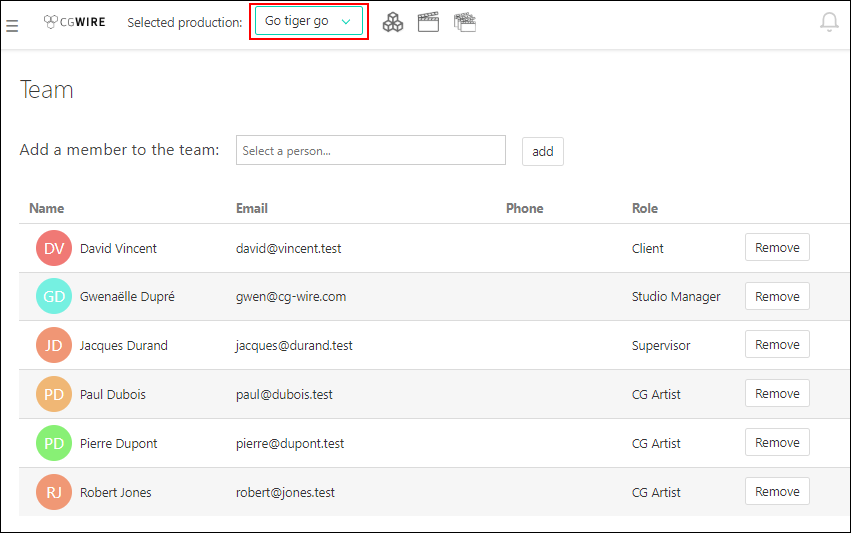 CGWIRE Selected production: Go tiger go
Team
Add a member to the team: Select a person... add
Name Email Phone Role
DV David Vincent david@vincent.test Client Remove
GD Gwenaëlle Dupré gwen@cg-wire.com Studio Manager Remove
JD Jacques Durand jacques@durand.test Supervisor Remove
PD Paul Dubois paul@dubois.test CG Artist Remove
PD Pierre Dupont pierre@dupont.test CG Artist Remove
RJ Robert Jones robert@jones.test CG Artist Remove